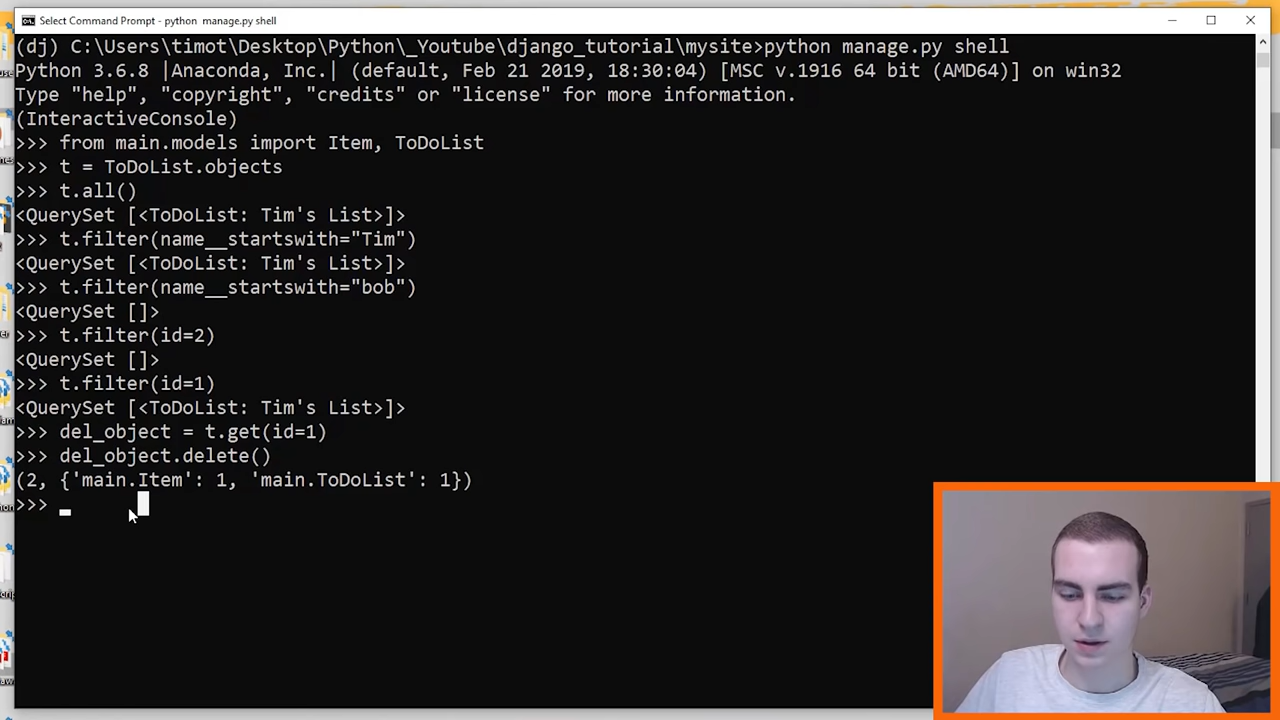 Select Command Prompt - python  manage.py shell
(dj) C:\Users\timot\Desktop\Python\_Youtube\django_tutorial\mysite>python manage.py shell
Python 3.6.8 |Anaconda, Inc.| (default, Feb 21 2019, 18:30:04) [MSC v.1916 64 bit (AMD64)] on win32
Type "help", "copyright", "credits" or "license" for more information.
(InteractiveConsole)
>>> from main.models import Item, ToDoList
>>> t = ToDoList.objects
>>> t.all()
<QuerySet [<ToDoList: Tim's List>]>
>>> t.filter(name__startswith="Tim")
<QuerySet [<ToDoList: Tim's List>]>
>>> t.filter(name__startswith="bob")
<QuerySet []>
>>> t.filter(id=2)
<QuerySet []>
>>> t.filter(id=1)
<QuerySet [<ToDoList: Tim's List>]>
>>> del_object = t.get(id=1)
>>> del_object.delete()
(2, {'main.Item': 1, 'main.ToDoList': 1})
>>>